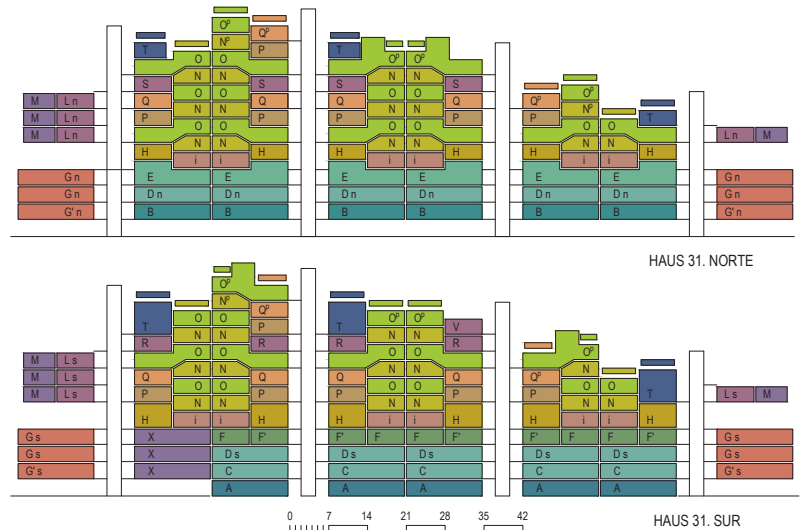 Oᵖ
Qᵖ
T Nᵖ P T
O O Oᵖ Oᵖ
N N N N
S S S S
O O O O Oᵖ
M Ln Q Q Q Q Qᵖ
N N N N Nᵖ
M Ln P P P P P T
O O O O O O
M Ln Ln M
N N N N N N
H i i H H i i H H i i H
Gn E E E E E E Gn
Gn Dn Dn Dn Dn Dn Dn Gn
G'n B B B B B B G'n
HAUS 31. NORTE
Oᵖ
Nᵖ
Qᵖ
T O P T Oᵖ Oᵖ V
N N N N
R R R R
O O O O Oᵖ
M Ls
N N N N N
M Ls Q Q Q Q Qᵖ
O O O O O O
M Ls P P P P P T Ls M
N N N N N N
H i i H H i i H H i i H
Gs X F F' F' F F F' F' F F F' Gs
Gs X Ds Ds Ds Ds Ds Gs
G's X C C C C C G's
A A A A A
0 7 14 21 28 35 42
HAUS 31. SUR